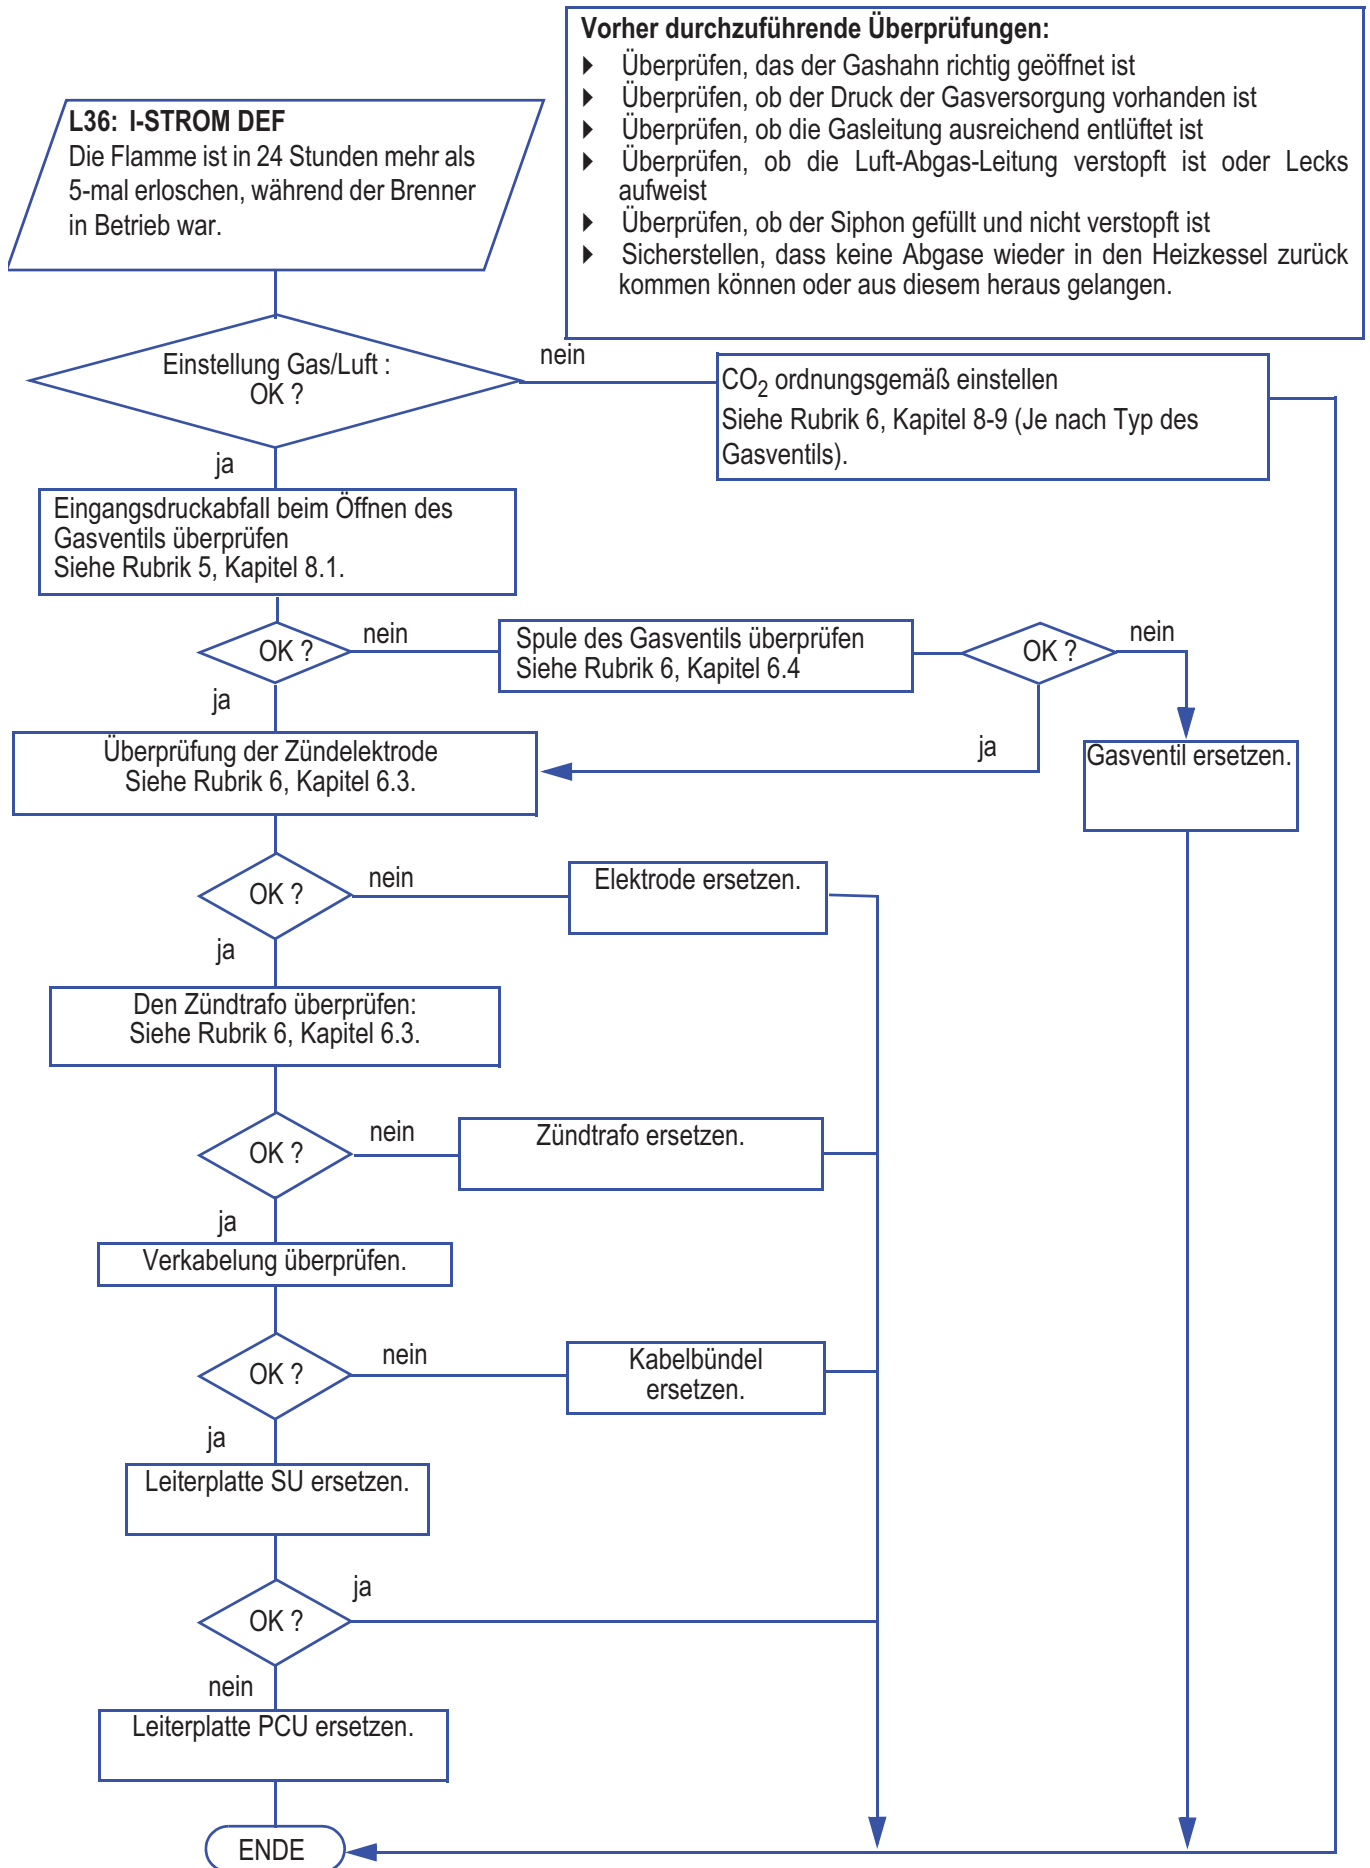 Vorher durchzuführende Überprüfungen:
Überprüfen, das der Gashahn richtig geöffnet ist
Überprüfen, ob der Druck der Gasversorgung vorhanden ist
Überprüfen, ob die Gasleitung ausreichend entlüftet ist
Überprüfen, ob die Luft-Abgas-Leitung verstopft ist oder Lecks
aufweist
Überprüfen, ob der Siphon gefüllt und nicht verstopft ist
Sicherstellen, dass keine Abgase wieder in den Heizkessel zurück
kommen können oder aus diesem heraus gelangen.
L36: I-STROM DEF
Die Flamme ist in 24 Stunden mehr als
5-mal erloschen, während der Brenner
in Betrieb war.
Einstellung Gas/Luft :
OK ?
nein
CO2 ordnungsgemäß einstellen
Siehe Rubrik 6, Kapitel 8-9 (Je nach Typ des
Gasventils).
ja
Eingangsdruckabfall beim Öffnen des
Gasventils überprüfen
Siehe Rubrik 5, Kapitel 8.1.
OK ?
nein
Spule des Gasventils überprüfen
Siehe Rubrik 6, Kapitel 6.4
OK ?
nein
ja
ja
Gasventil ersetzen.
Überprüfung der Zündelektrode
Siehe Rubrik 6, Kapitel 6.3.
OK ?
nein
Elektrode ersetzen.
ja
Den Zündtrafo überprüfen:
Siehe Rubrik 6, Kapitel 6.3.
OK ?
nein
Zündtrafo ersetzen.
ja
Verkabelung überprüfen.
OK ?
nein
Kabelbündel
ersetzen.
ja
Leiterplatte SU ersetzen.
OK ?
ja
nein
Leiterplatte PCU ersetzen.
ENDE